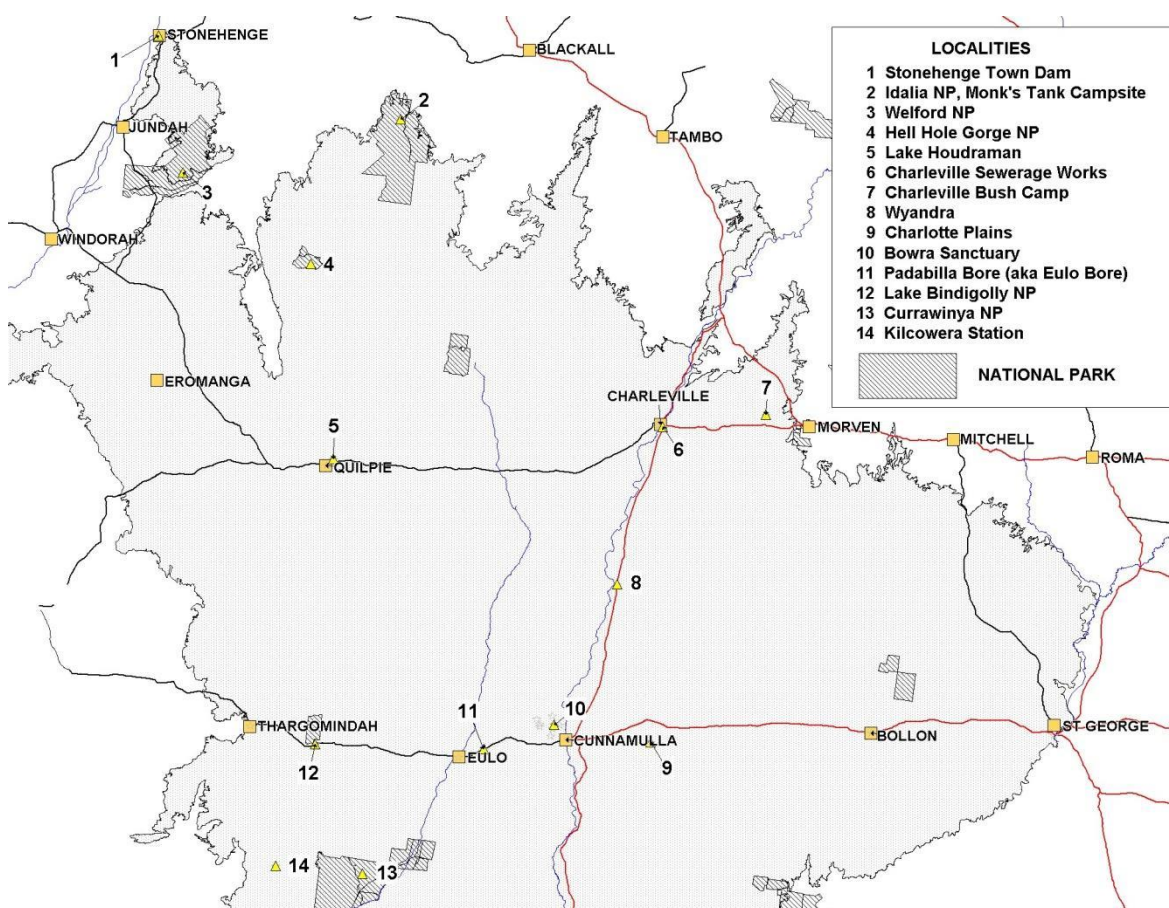 STONEHENGE
1
BLACKALL
2
JUNDAH
TAMBO
3
WINDORAH
4
EROMANGA
CHARLEVILLE
7
5
6
MORVEN
MITCHELL
QUILPIE
ROMA
8
THARGOMINDAH
11
10
CUNNAMULLA
BOLLON
ST GEORGE
12
EULO
9
14
13
LOCALITIES
1 Stonehenge Town Dam
2 Idalia NP, Monk's Tank Campsite
3 Welford NP
4 Hell Hole Gorge NP
5 Lake Houdraman
6 Charleville Sewerage Works
7 Charleville Bush Camp
8 Wyandra
9 Charlotte Plains
10 Bowra Sanctuary
11 Padabilla Bore (aka Eulo Bore)
12 Lake Bindigolly NP
13 Currawinya NP
14 Kilcowera Station
NATIONAL PARK